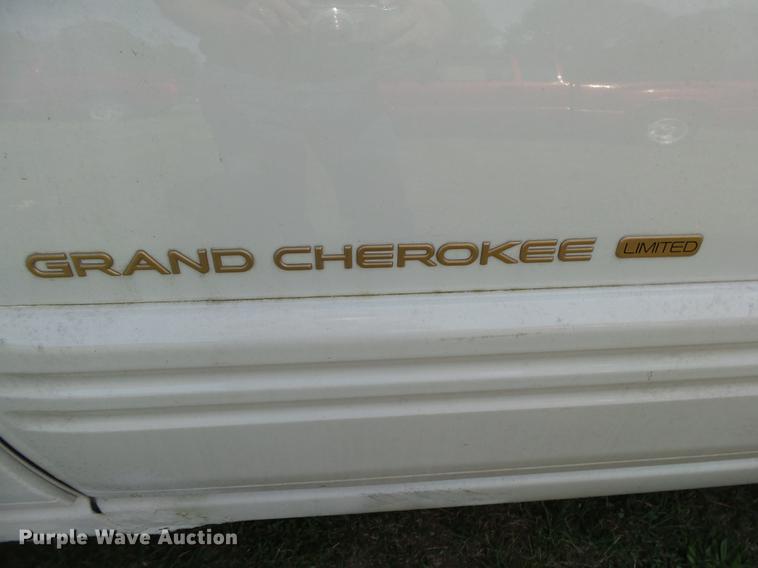 GRAND CHEROKEE LIMITED
Purple Wave Auction